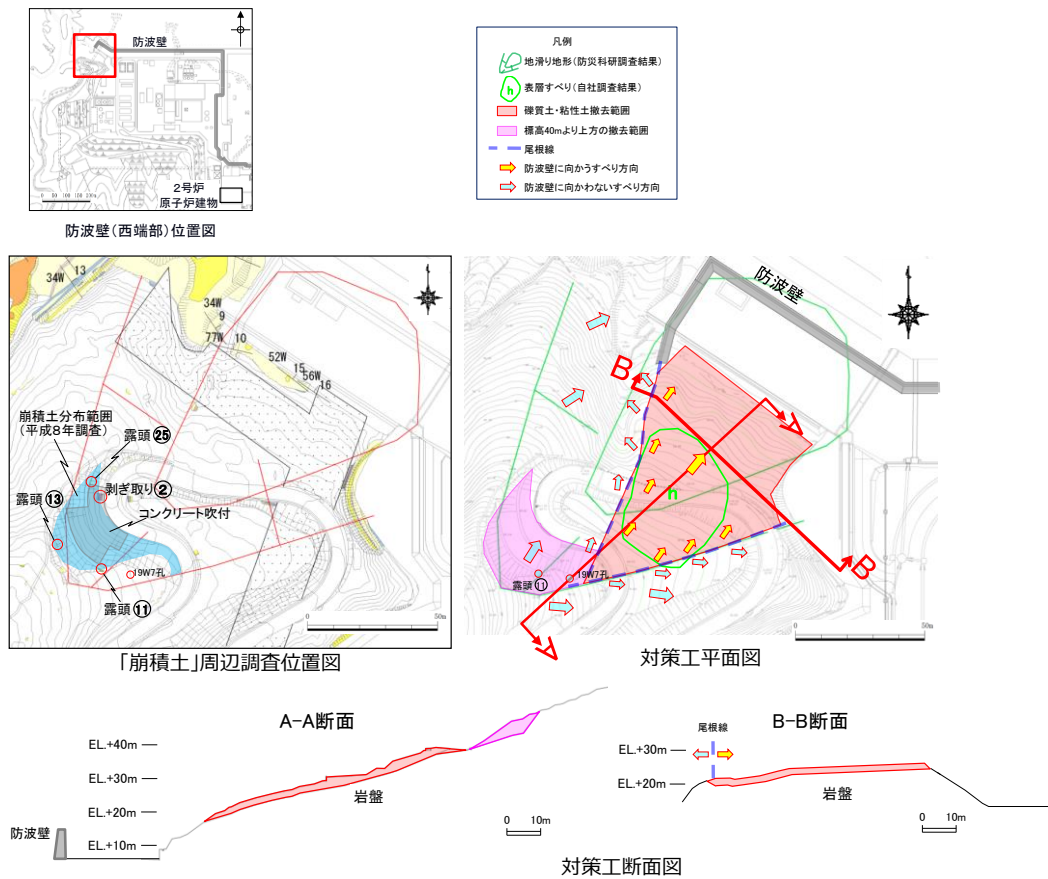 防波壁
0 50 100 150 200m
2号炉
原子炉建物
防波壁(西端部)位置図
凡例
地滑り地形(防災科研調査結果)
h 表層すべり(自社調査結果)
礫質土・粘性土撤去範囲
標高40mより上方の撤去範囲
尾根線
防波壁に向かうすべり方向
防波壁に向かわないすべり方向
34W
13
34W
9
77W
10
52W
15
56W
16
崩積土分布範囲
(平成8年調査)
露頭㉕
露頭⑬
剥ぎ取り②
コンクリート吹付
19W7孔
露頭⑪
0 50m
「崩積土」周辺調査位置図
防波壁
B
A
h
露頭⑪
19W7孔
B
A
0 50m
対策工平面図
A-A断面
EL.+40m
EL.+30m
EL.+20m
EL.+10m
防波壁
岩盤
0 10m
B-B断面
尾根線
EL.+30m
EL.+20m
岩盤
0 10m
対策工断面図